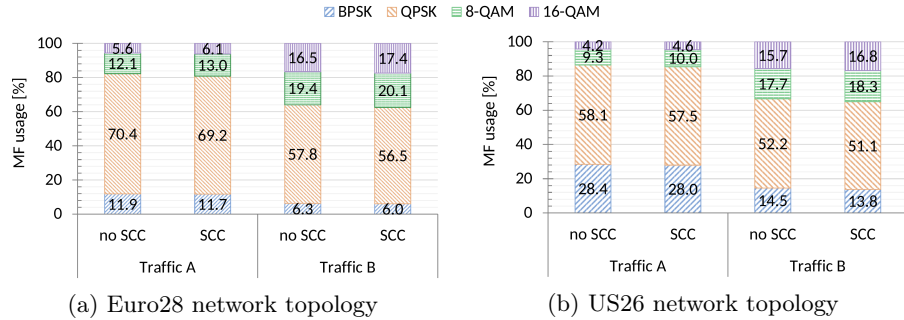 BPSK QPSK 8-QAM 16-QAM
MF usage [%]
100
80
60
40
20
0
5.6 6.1 16.5 17.4
12.1 13.0 19.4 20.1
70.4 69.2 57.8 56.5
11.9 11.7 6.3 6.0
no SCC SCC no SCC SCC
Traffic A Traffic B
(a) Euro28 network topology
MF usage [%]
100
80
60
40
20
0
4.2 4.6 15.7 16.8
9.3 10.0 17.7 18.3
58.1 57.5 52.2 51.1
28.4 28.0 14.5 13.8
no SCC SCC no SCC SCC
Traffic A Traffic B
(b) US26 network topology